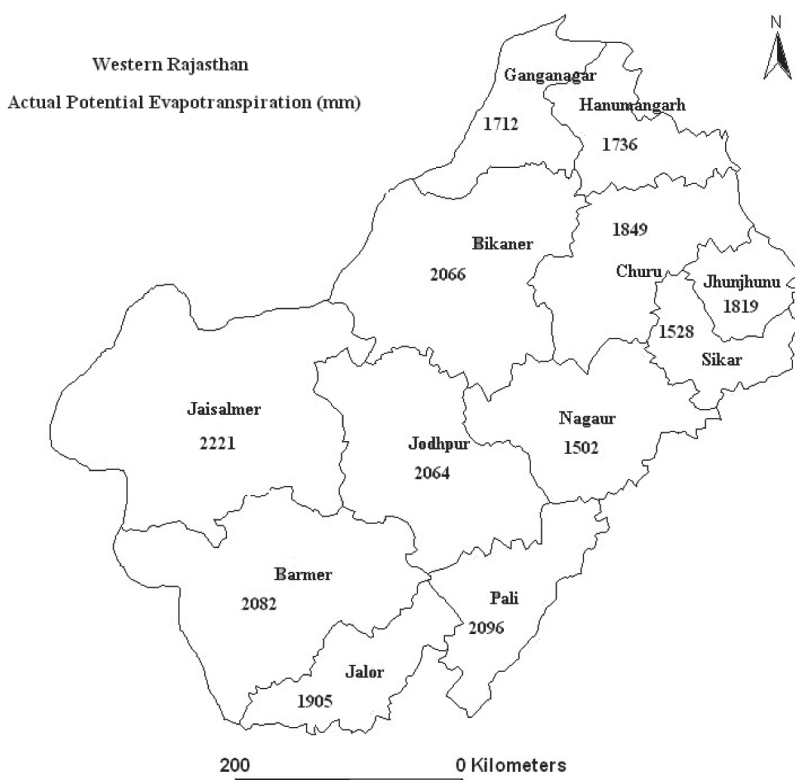 Western Rajasthan
Actual Potential Evapotranspiration (mm)
N
Ganganagar
1712
Hanumangarh
1736
Bikaner
2066
1849
Churu
Jhunjhunu
1819
1528
Sikar
Jaisalmer
2221
Jodhpur
2064
Nagaur
1502
Barmer
2082
Pali
2096
Jalor
1905
200 0 Kilometers